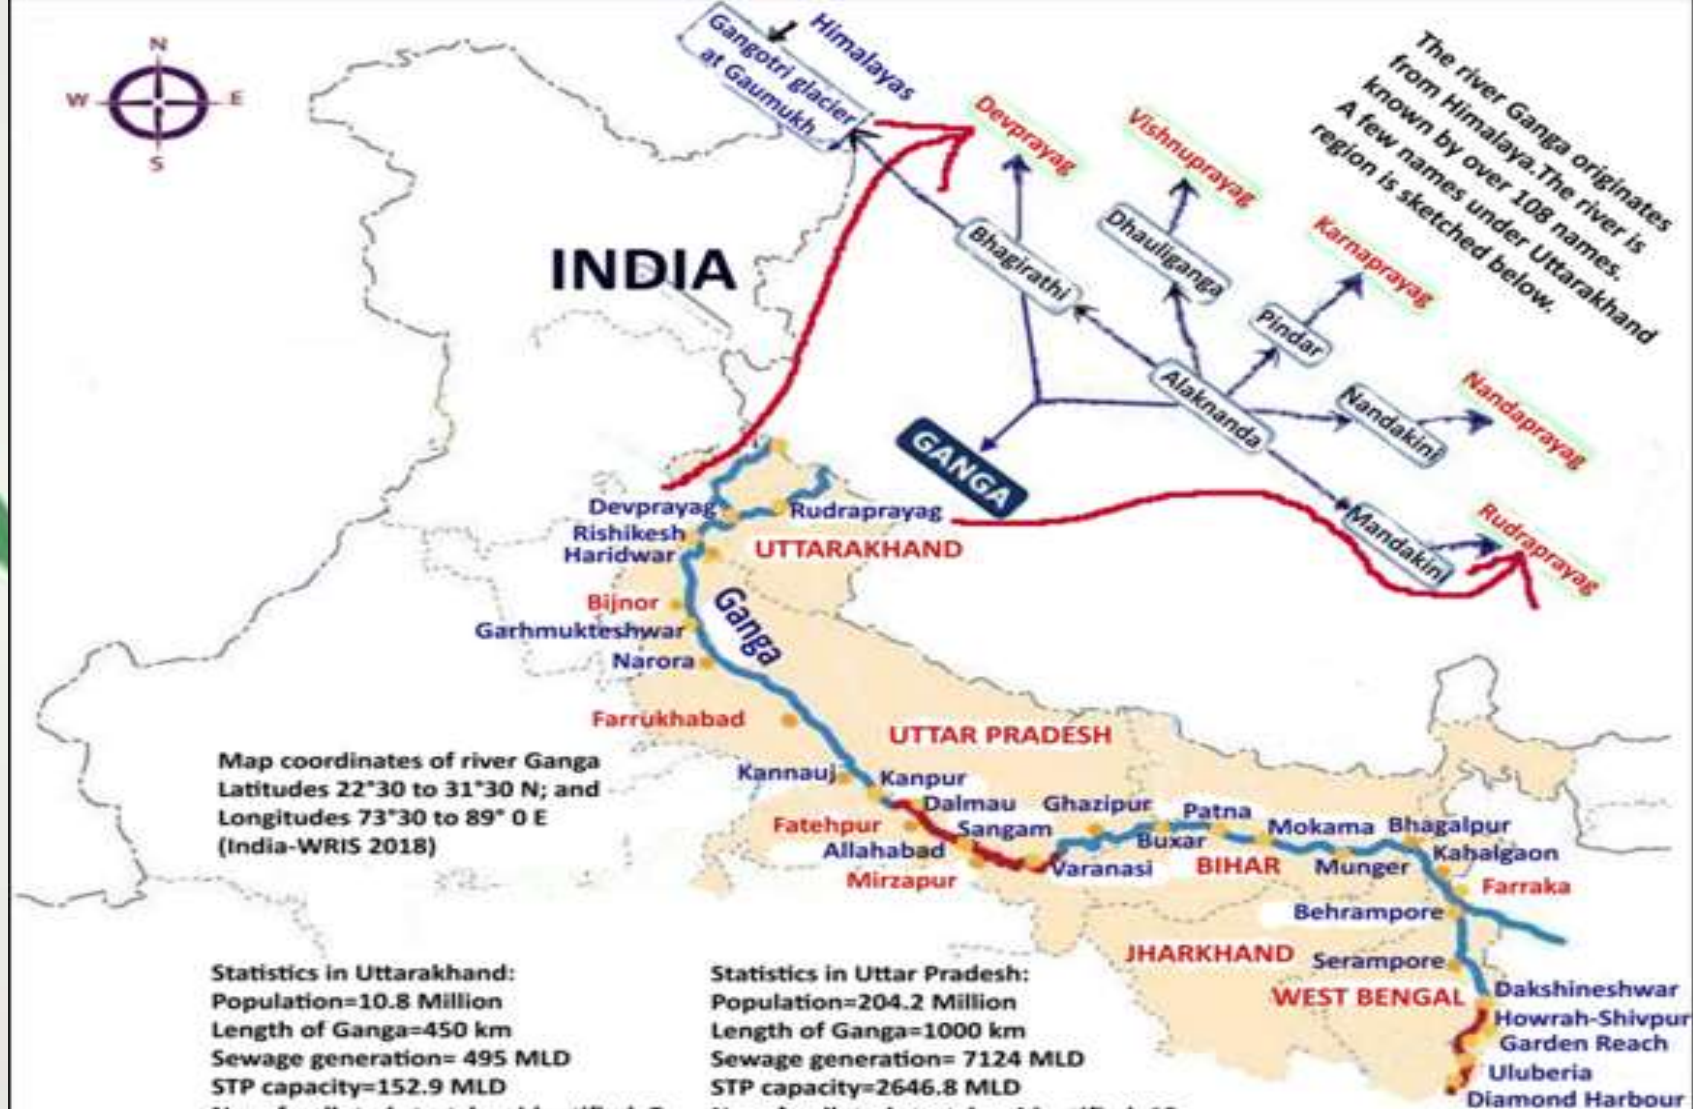 N
W
E
S
Himalayas
Gangotri glacier
at Gaumukh
Devprayag
Vishnuprayag
Karnaprayag
Nandaprayag
Rudraprayag
The river Ganga originates
from Himalaya.The river is
known by over 108 names.
A few names under Uttarakhand
region is sketched below.
Bhagirathi
Dhauliganga
Pindar
Alaknanda
Nandakini
Mandakini
GANGA
INDIA
Devprayag
Rudraprayag
Rishikesh
Haridwar
UTTARAKHAND
Bijnor
Ganga
Garhmukteshwar
Narora
Farrukhabad
UTTAR PRADESH
Map coordinates of river Ganga
Latitudes 22°30 to 31°30 N; and
Longitudes 73°30 to 89° 0 E
(India-WRIS 2018)
Kannauj
Kanpur
Dalmau
Ghazipur
Patna
Fatehpur
Sangam
Buxar
Mokama
Bhagalpur
Allahabad
Varanasi
BIHAR
Munger
Kahalgaon
Mirzapur
Farraka
Behrampore
JHARKHAND
Serampore
WEST BENGAL
Dakshineshwar
Howrah-Shivpur
Garden Reach
Uluberia
Diamond Harbour
Statistics in Uttarakhand:
Population=10.8 Million
Length of Ganga=450 km
Sewage generation= 495 MLD
STP capacity=152.9 MLD
Statistics in Uttar Pradesh:
Population=204.2 Million
Length of Ganga=1000 km
Sewage generation= 7124 MLD
STP capacity=2646.8 MLD